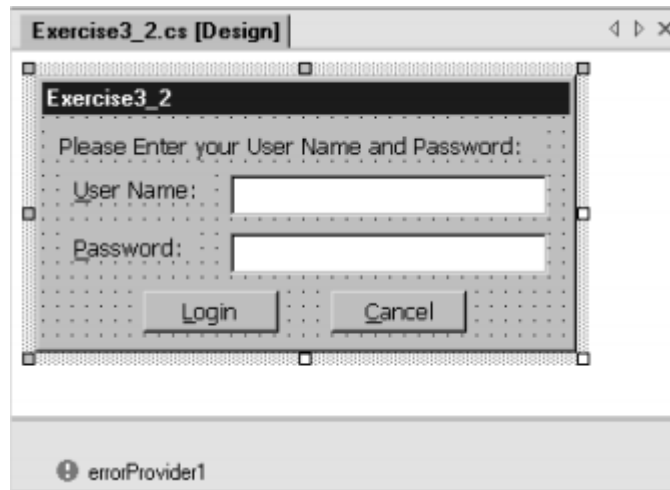 Exercise3_2.cs [Design]
Exercise3_2
Please Enter your User Name and Password:
User Name:
Password:
Login
Cancel
errorProvider1